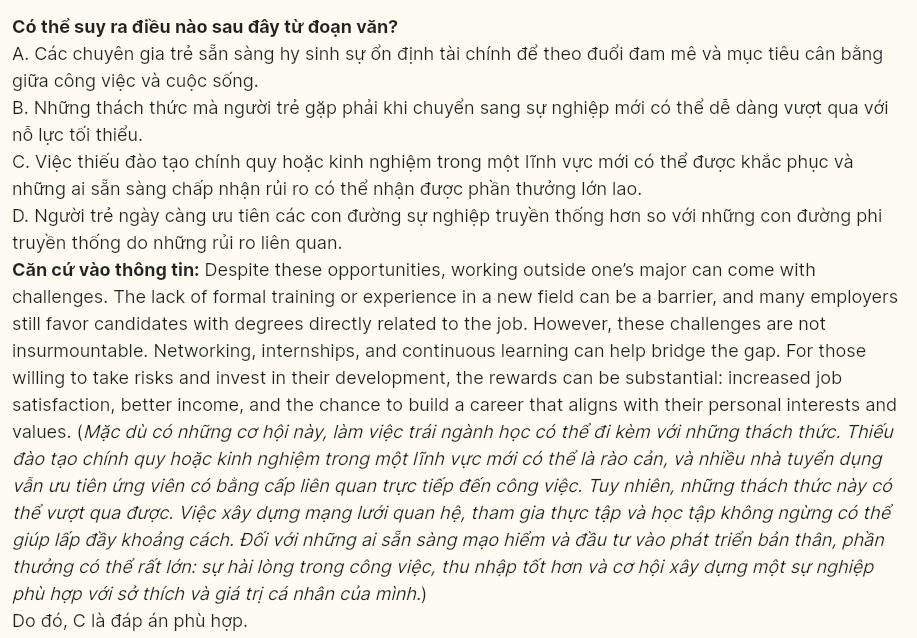 Có thể suy ra điều nào sau đây từ đoạn văn?
A. Các chuyên gia trẻ sẵn sàng hy sinh sự ổn định tài chính để theo đuổi đam mê và mục tiêu cân bằng
giữa công việc và cuộc sống.
B. Những thách thức mà người trẻ gặp phải khi chuyển sang sự nghiệp mới có thể dễ dàng vượt qua với
nỗ lực tối thiểu.
C. Việc thiếu đào tạo chính quy hoặc kinh nghiệm trong một lĩnh vực mới có thể được khắc phục và
những ai sẵn sàng chấp nhận rủi ro có thể nhận được phần thưởng lớn lao.
D. Người trẻ ngày càng ưu tiên các con đường sự nghiệp truyền thống hơn so với những con đường phi
truyền thống do những rủi ro liên quan.
Căn cứ vào thông tin: Despite these opportunities, working outside one’s major can come with
challenges. The lack of formal training or experience in a new field can be a barrier, and many employers
still favor candidates with degrees directly related to the job. However, these challenges are not
insurmountable. Networking, internships, and continuous learning can help bridge the gap. For those
willing to take risks and invest in their development, the rewards can be substantial: increased job
satisfaction, better income, and the chance to build a career that aligns with their personal interests and
values. (Mặc dù có những cơ hội này, làm việc trái ngành học có thể đi kèm với những thách thức. Thiếu
đào tạo chính quy hoặc kinh nghiệm trong một lĩnh vực mới có thể là rào cản, và nhiều nhà tuyển dụng
vẫn ưu tiên ứng viên có bằng cấp liên quan trực tiếp đến công việc. Tuy nhiên, những thách thức này có
thể vượt qua được. Việc xây dựng mạng lưới quan hệ, tham gia thực tập và học tập không ngừng có thể
giúp lấp đầy khoảng cách. Đối với những ai sẵn sàng mạo hiểm và đầu tư vào phát triển bản thân, phần
thưởng có thể rất lớn: sự hài lòng trong công việc, thu nhập tốt hơn và cơ hội xây dựng một sự nghiệp
phù hợp với sở thích và giá trị cá nhân của mình.)
Do đó, C là đáp án phù hợp.